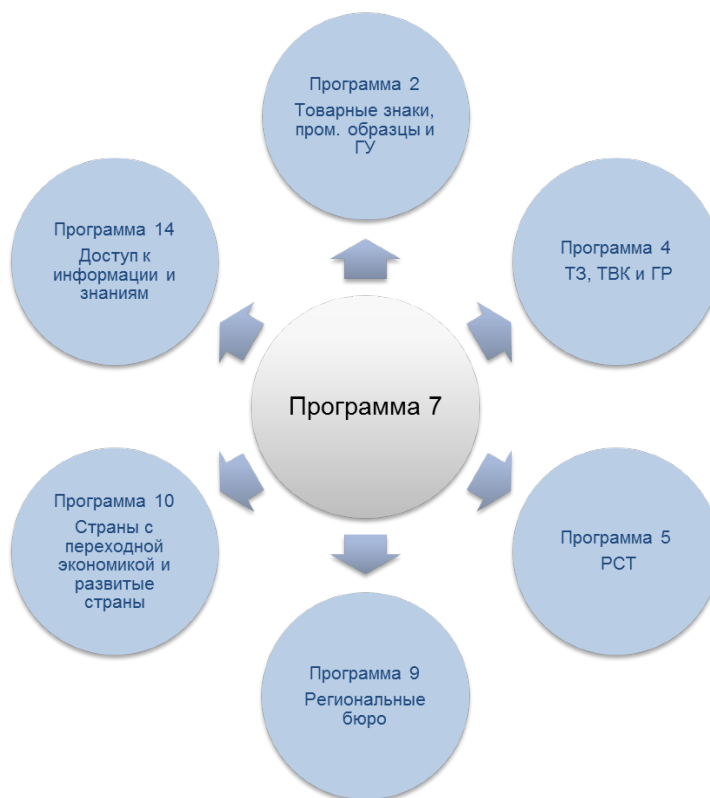 Программа 2
Товарные знаки,
пром. образцы и
ГУ
Программа 14
Доступ к
информации и
знаниям
Программа 4
ТЗ, ТВК и ГР
Программа 7
Программа 10
Страны с
переходной
экономикой и
развитые
страны
Программа 5
РСТ
Программа 9
Региональные
бюро